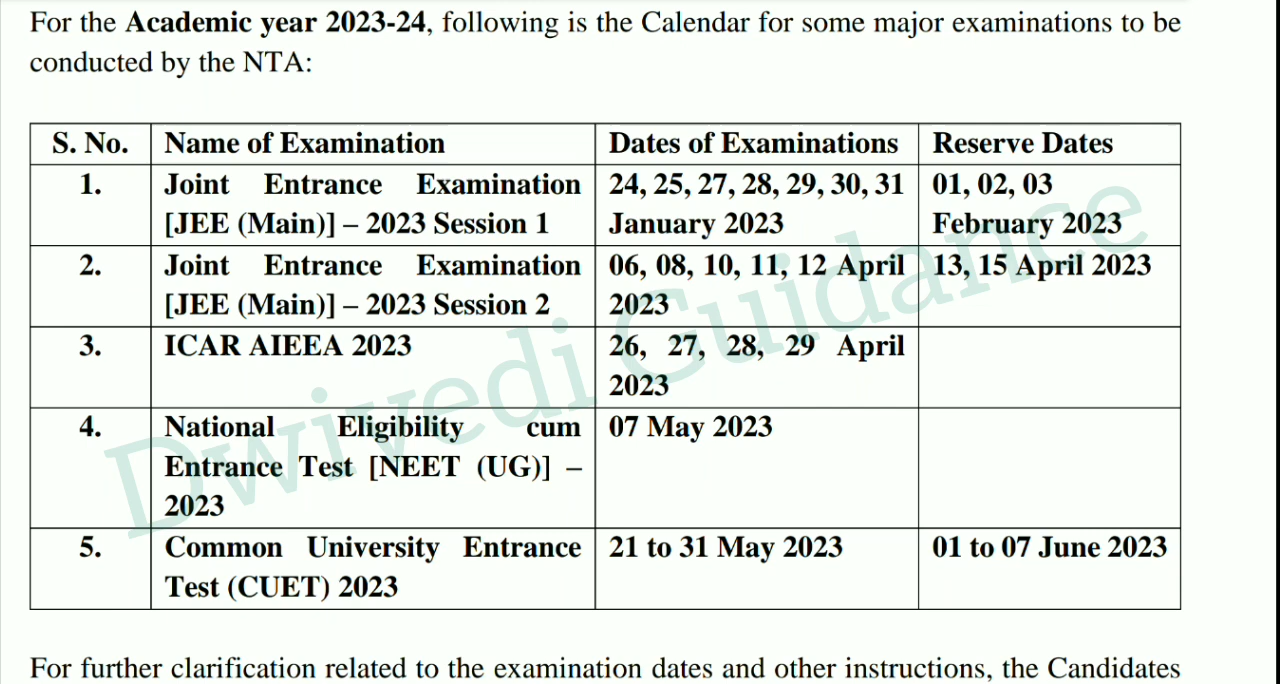 For the Academic year 2023-24, following is the Calendar for some major examinations to be
conducted by the NTA:
S. No. Name of Examination Dates of Examinations Reserve Dates
1. Joint Entrance Examination 24, 25, 27, 28, 29, 30, 31 01, 02, 03
[JEE (Main)] – 2023 Session 1 January 2023 February 2023
2. Joint Entrance Examination 06, 08, 10, 11, 12 April 13, 15 April 2023
[JEE (Main)] – 2023 Session 2 2023
3. ICAR AIEEA 2023 26, 27, 28, 29 April
2023
4. National Eligibility cum 07 May 2023
Entrance Test [NEET (UG)] –
2023
5. Common University Entrance 21 to 31 May 2023 01 to 07 June 2023
Test (CUET) 2023
For further clarification related to the examination dates and other instructions, the Candidates
Dwivedi Guidance